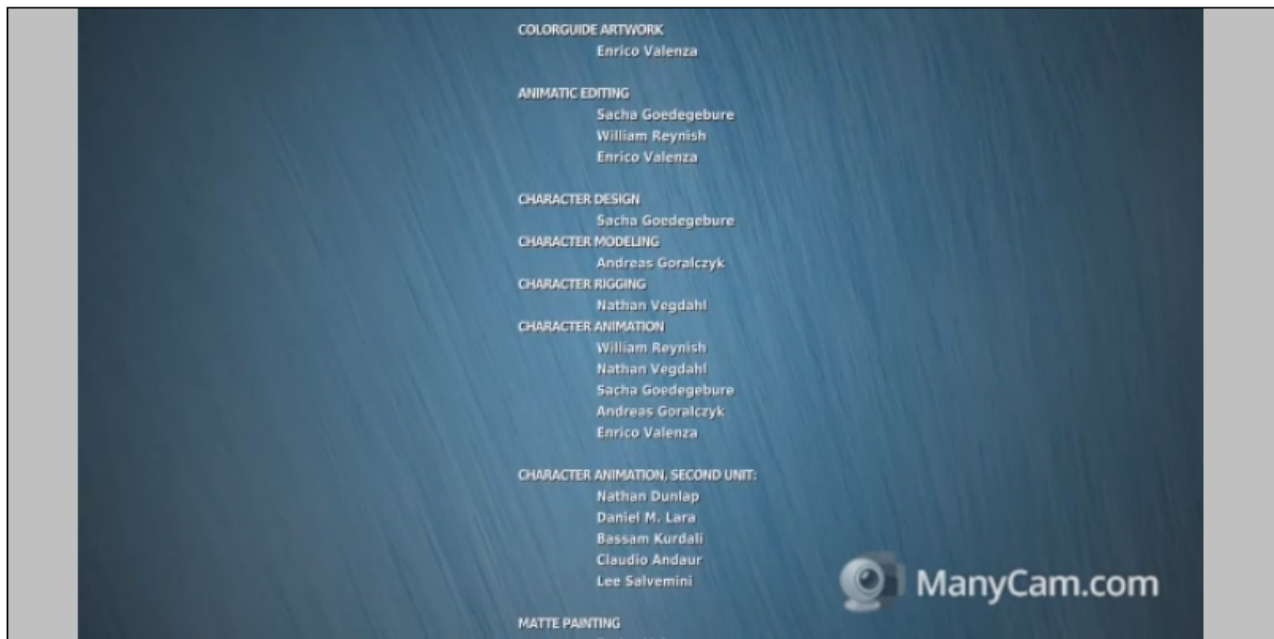 COLORGUIDE ARTWORK
Enrico Valenza
ANIMATIC EDITING
Sacha Goedegebure
William Reynish
Enrico Valenza
CHARACTER DESIGN
Sacha Goedegebure
CHARACTER MODELING
Andreas Goralczyk
CHARACTER RIGGING
Nathan Vegdahl
CHARACTER ANIMATION
William Reynish
Nathan Vegdahl
Sacha Goedegebure
Andreas Goralczyk
Enrico Valenza
CHARACTER ANIMATION, SECOND UNIT:
Nathan Dunlap
Daniel M. Lara
Bassam Kurdali
Claudio Andaur
Lee Salvemini
MATTE PAINTING
ManyCam.com